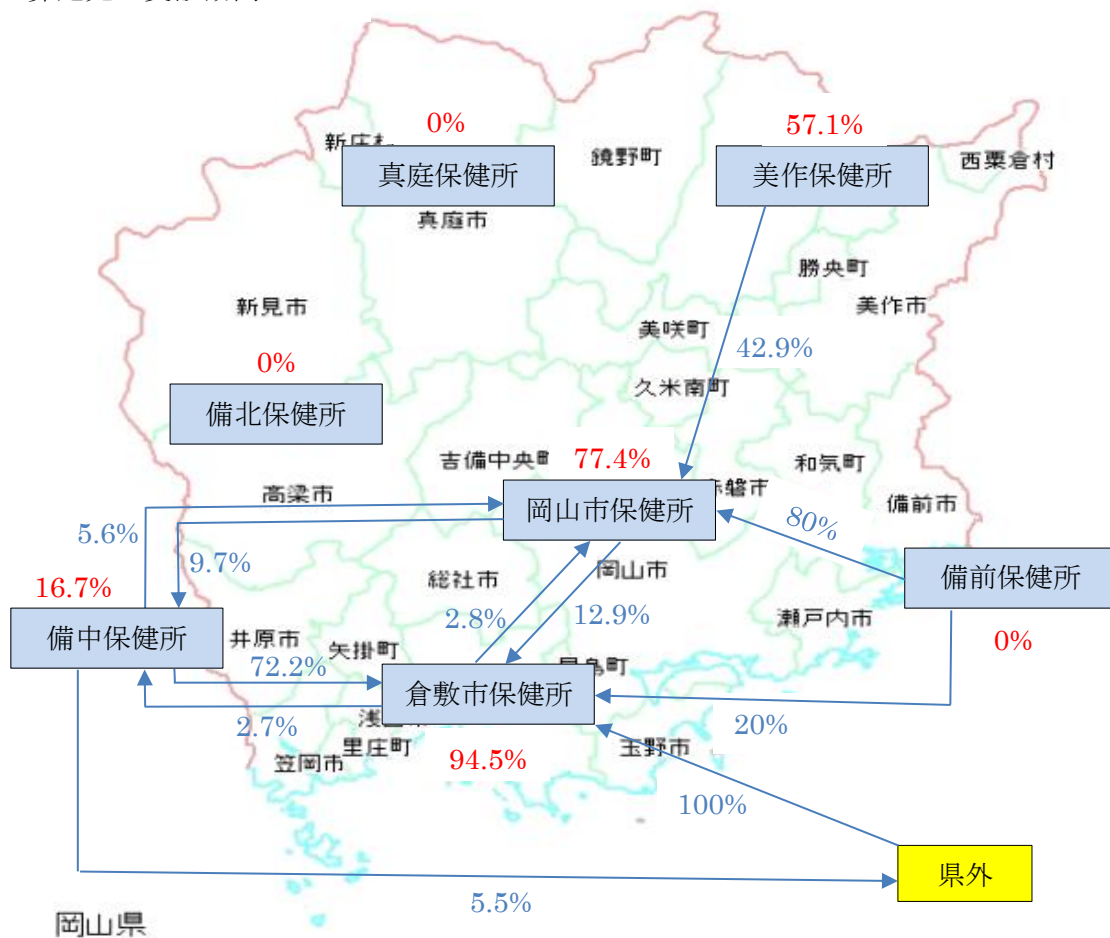 0%
57.1%
新庄村
鏡野町
西粟倉村
真庭保健所
美作保健所
真庭市
勝央町
新見市
美作市
美咲町
42.9%
0%
久米南町
備北保健所
吉備中央町
77.4%
和気町
高梁市
赤磐市
備前市
岡山市保健所
80%
5.6%
9.7%
備前保健所
16.7%
総社市
岡山市
2.8%
12.9%
瀬戸内市
備中保健所
井原市
矢掛町
0%
72.2%
早島町
倉敷市保健所
2.7%
20%
里庄町
玉野市
笠岡市
94.5%
100%
県外
5.5%
岡山県